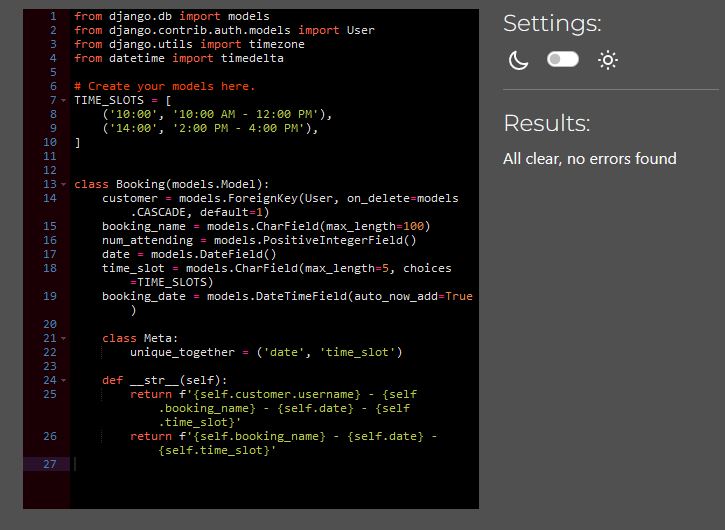 1 from django.db import models
2 from django.contrib.auth.models import User
3 from django.utils import timezone
4 from datetime import timedelta
5
6 # Create your models here.
7 TIME_SLOTS = [
8     ('10:00', '10:00 AM - 12:00 PM'),
9     ('14:00', '2:00 PM - 4:00 PM'),
10 ]
11
12
13 class Booking(models.Model):
14     customer = models.ForeignKey(User, on_delete=models
        .CASCADE, default=1)
15     booking_name = models.CharField(max_length=100)
16     num_attending = models.PositiveIntegerField()
17     date = models.DateField()
18     time_slot = models.CharField(max_length=5, choices
        =TIME_SLOTS)
19     booking_date = models.DateTimeField(auto_now_add=True
        )
20
21     class Meta:
22         unique_together = ('date', 'time_slot')
23
24     def __str__(self):
25         return f'{self.customer.username} - {self
            .booking_name} - {self.date} - {self
            .time_slot}'
26         return f'{self.booking_name} - {self.date} -
            {self.time_slot}'
27
Settings:
Results:
All clear, no errors found